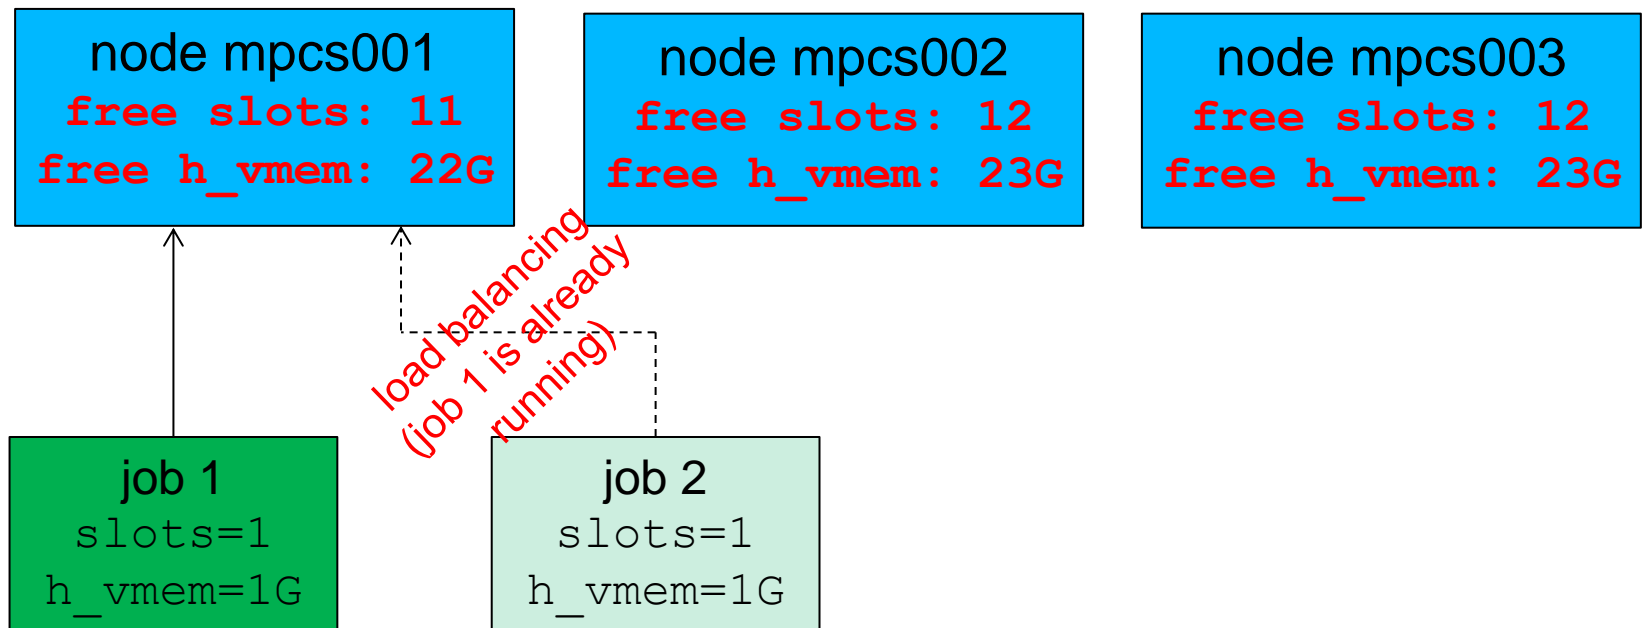 node mpcs001
free slots: 11
free h_vmem: 22G
node mpcs002
free slots: 12
free h_vmem: 23G
node mpcs003
free slots: 12
free h_vmem: 23G
load balancing
(job 1 is already
running)
job 1
slots=1
h_vmem=1G
job 2
slots=1
h_vmem=1G